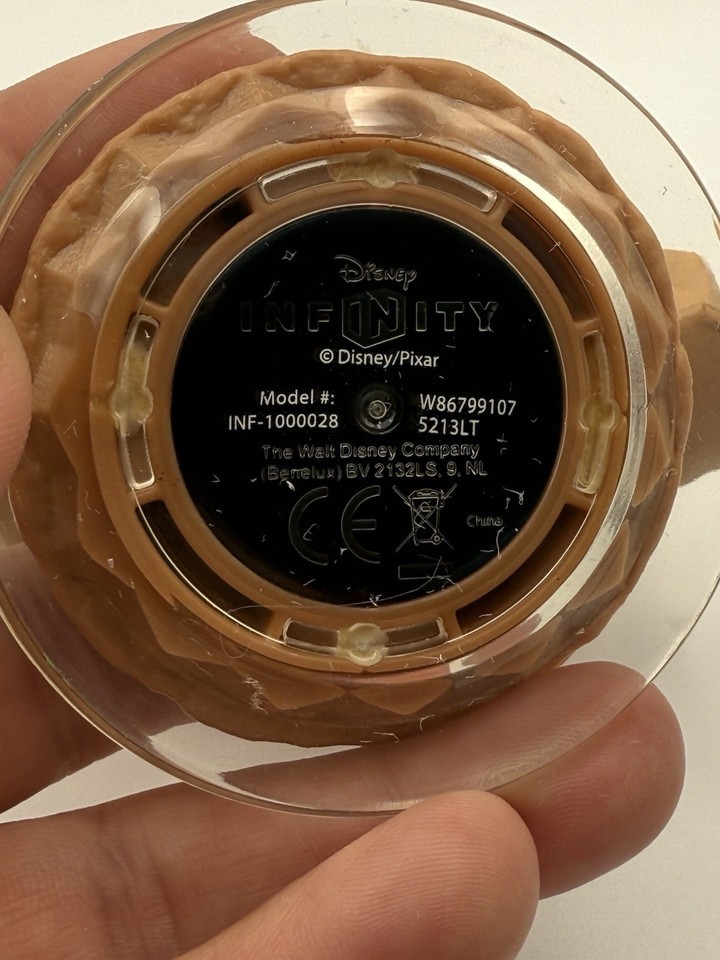 Disney
INFINITY
© Disney/Pixar
Model #: W86799107
INF-1000028 5213LT
The Walt Disney Company
(Benelux) BV 2132LS, 9, NL
CE
China